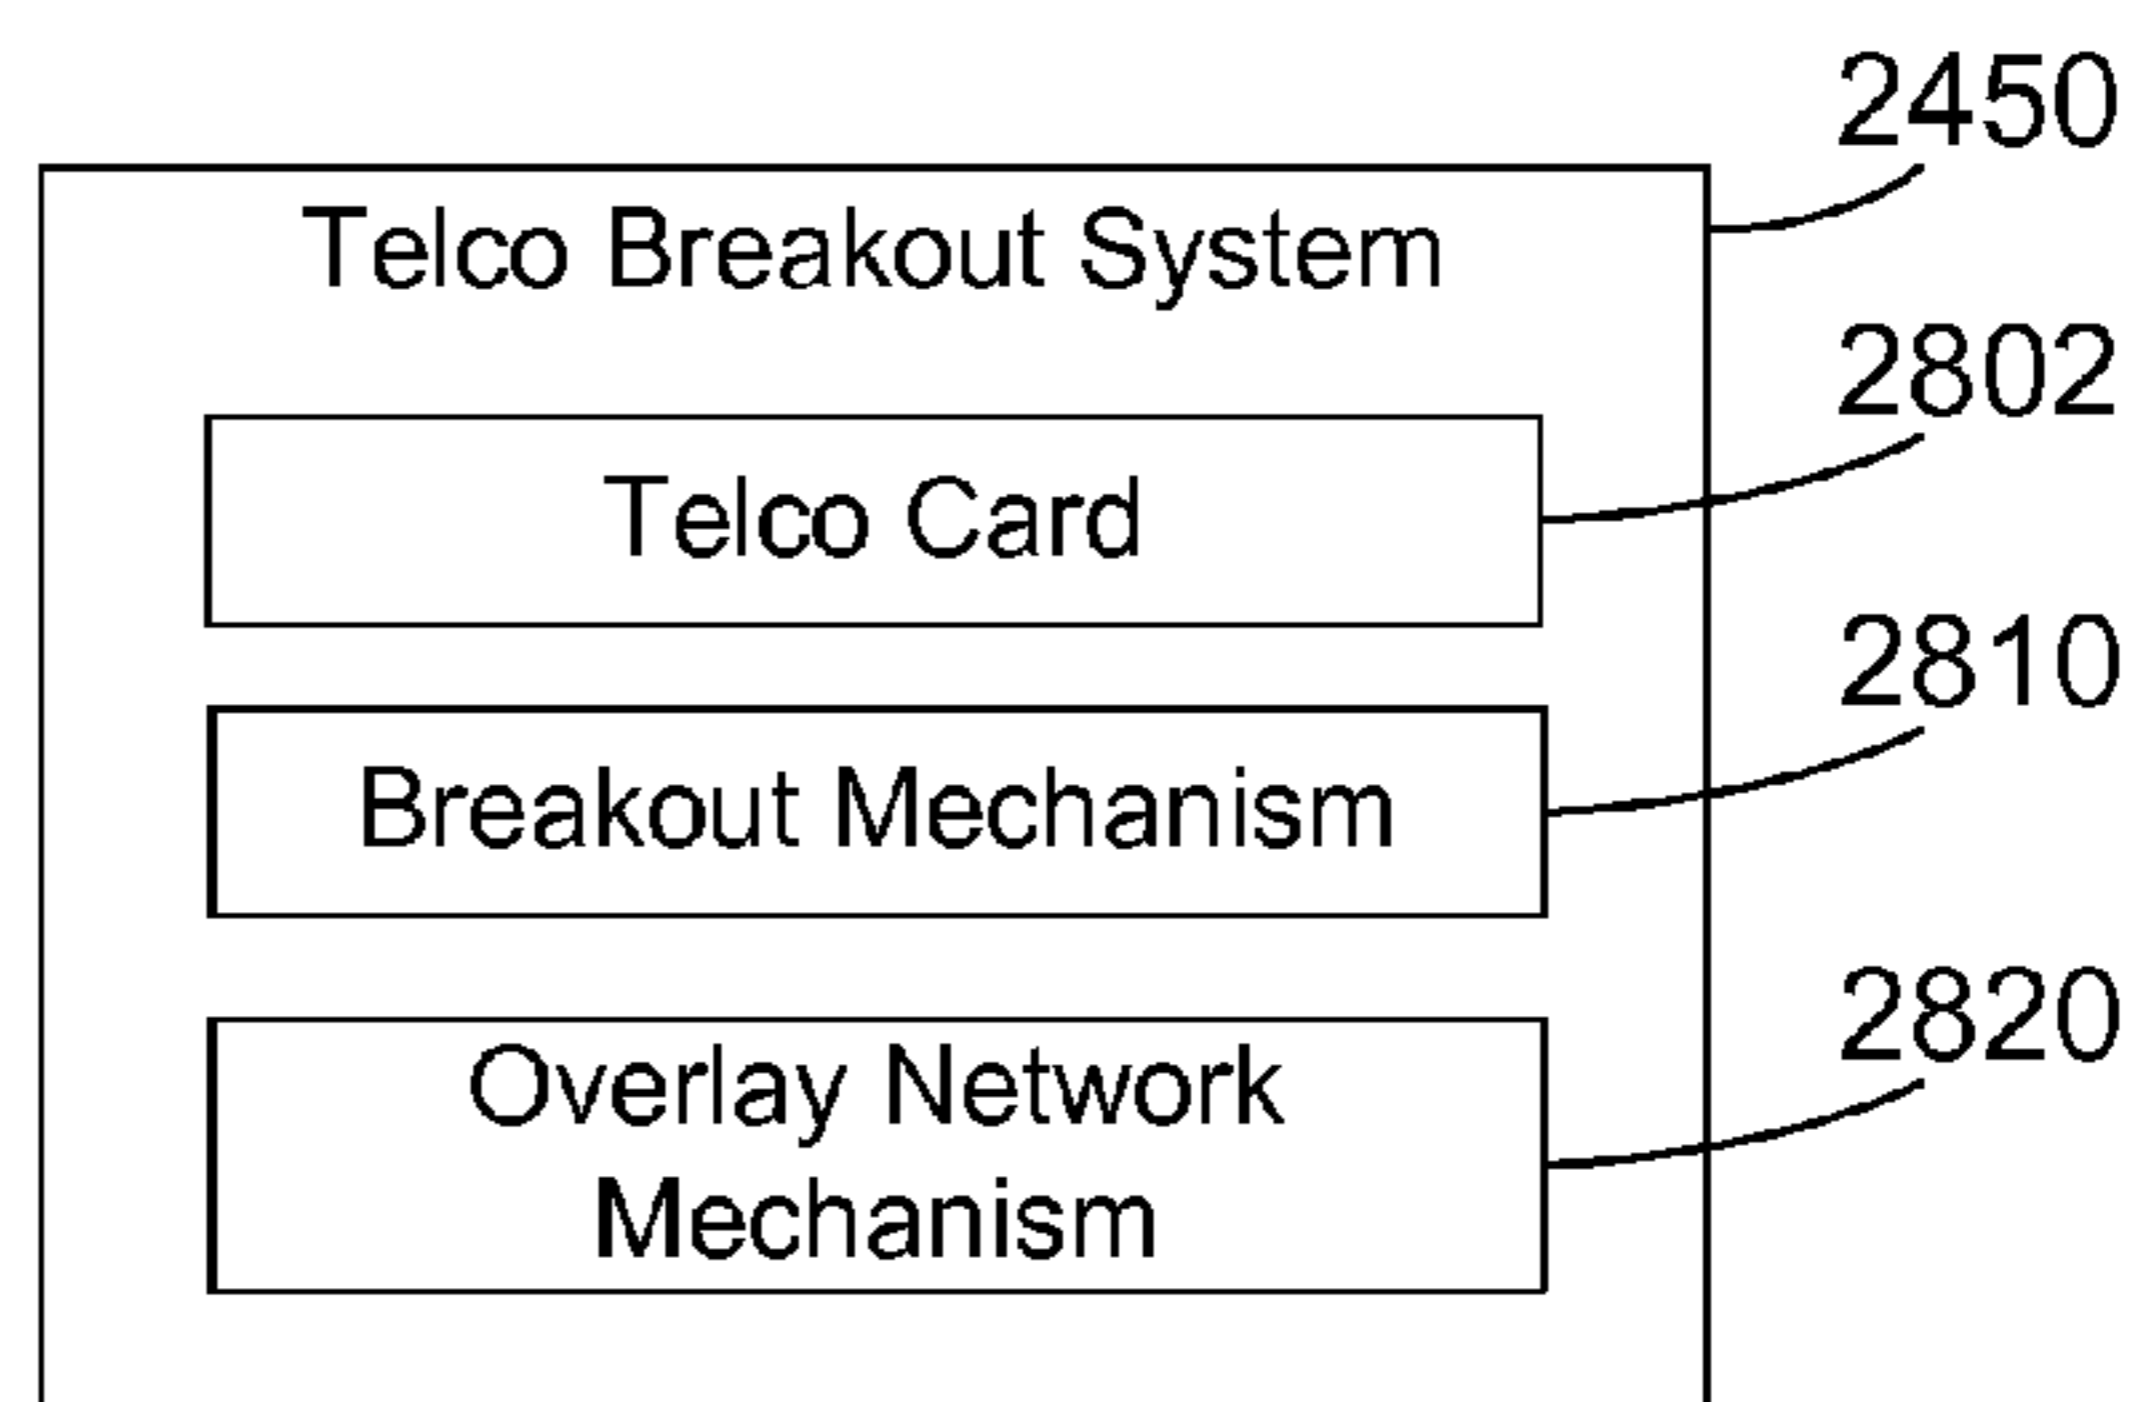 2450
Telco Breakout System
2802
Telco Card
2810
Breakout Mechanism
2820
Overlay Network
Mechanism